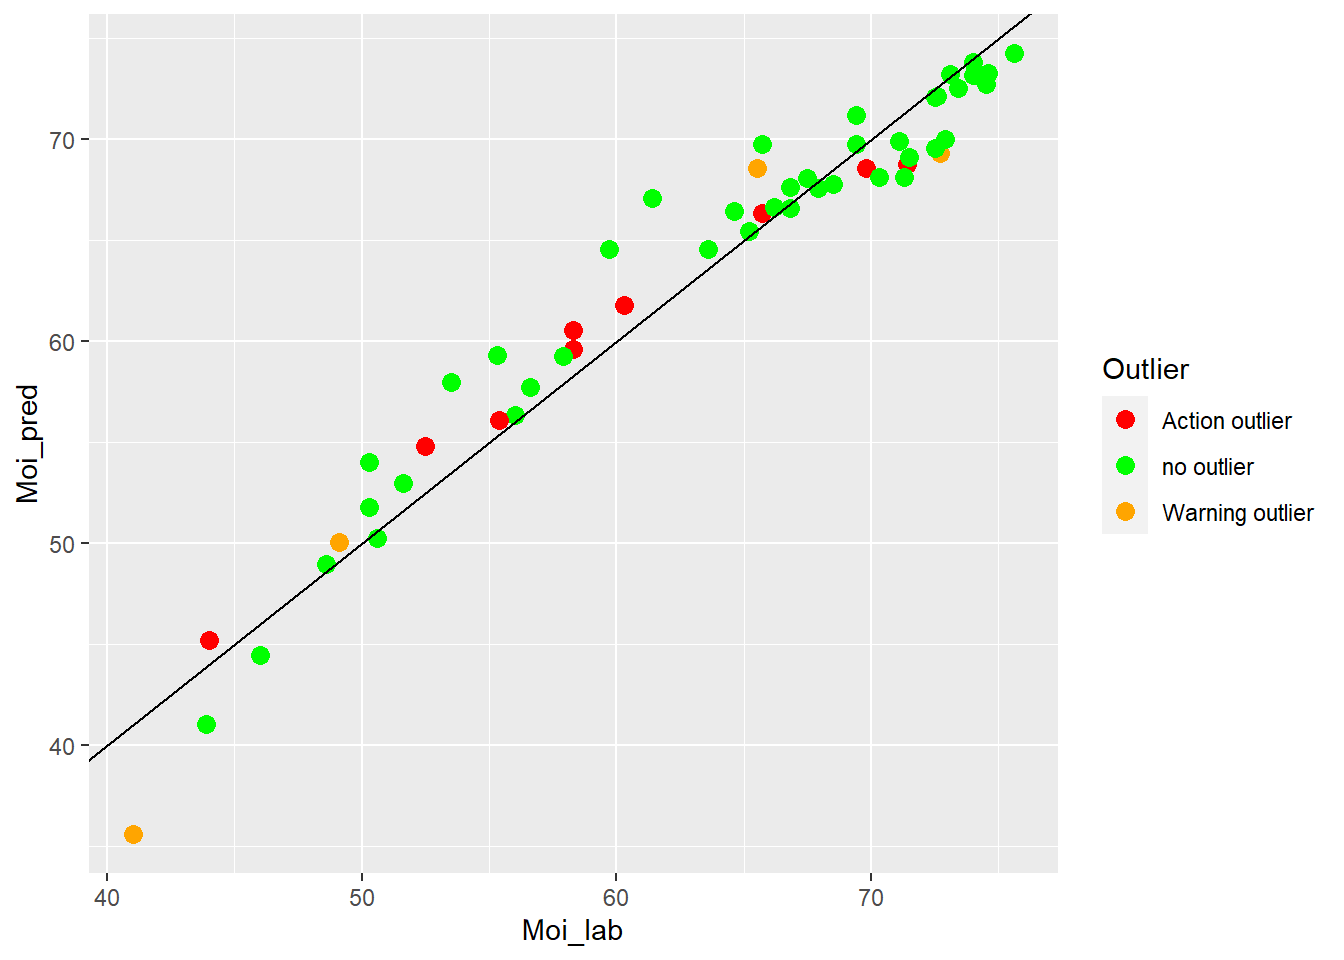 70
60
50
40
Moi_pred
40 50 60 70
Moi_lab
Outlier
Action outlier
no outlier
Warning outlier